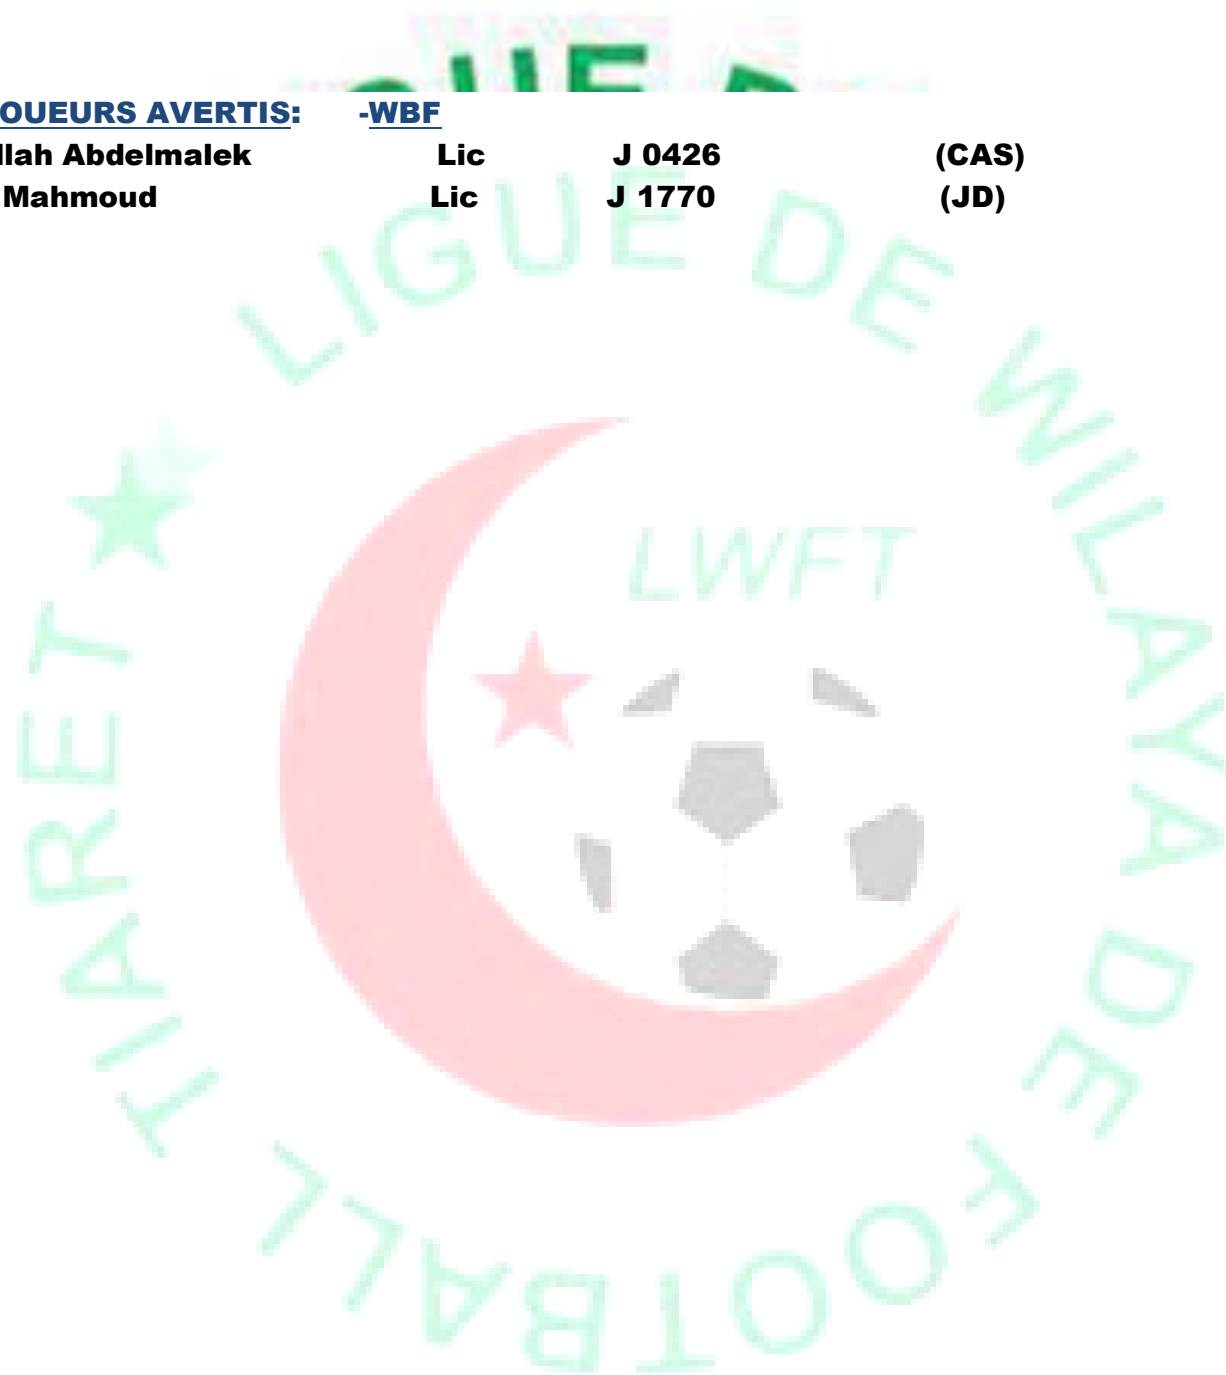 GUE D
OUEURS AVERTIS: -WBF
llah Abdelmalek Lic J 0426 (CAS)
Mahmoud Lic J 1770 (JD)
LIGUE DE WILAYA DE FOOTBALL TIARET
LWFT